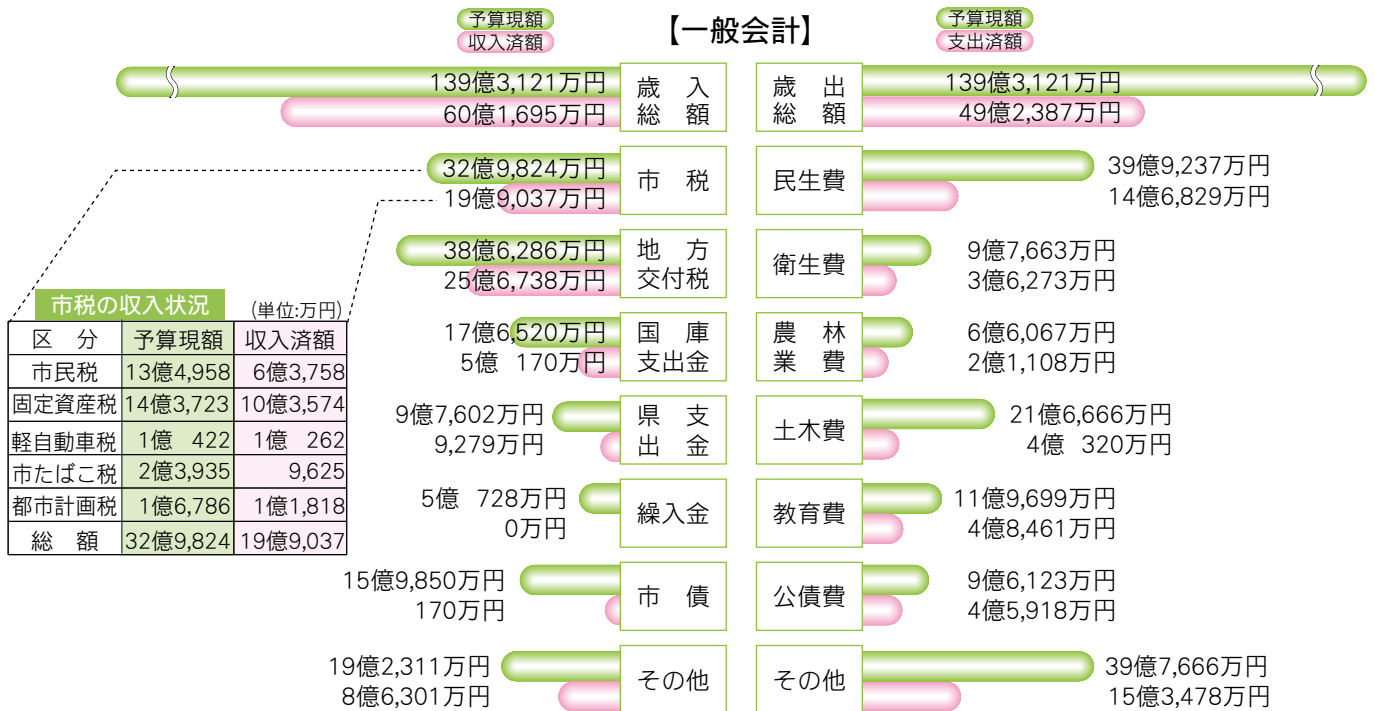 【一般会計】
予算現額
収入済額
予算現額
支出済額
139億3,121万円
60億1,695万円
歳入
総額
32億9,824万円
19億9,037万円
市税
38億6,286万円
25億6,738万円
地方
交付税
17億6,520万円
5億 170万円
国庫
支出金
9億7,602万円
9,279万円
県支
出金
5億 728万円
0万円
繰入金
15億9,850万円
170万円
市債
19億2,311万円
8億6,301万円
その他
歳出
総額
139億3,121万円
49億2,387万円
民生費
39億9,237万円
14億6,829万円
衛生費
9億7,663万円
3億6,273万円
農林
業費
6億6,067万円
2億1,108万円
土木費
21億6,666万円
4億 320万円
教育費
11億9,699万円
4億8,461万円
公債費
9億6,123万円
4億5,918万円
その他
39億7,666万円
15億3,478万円
市税の収入状況 (単位:万円)
区分 予算現額 収入済額
市民税 13億4,958 6億3,758
固定資産税 14億3,723 10億3,574
軽自動車税 1億 422 1億 262
市たばこ税 2億3,935 9,625
都市計画税 1億6,786 1億1,818
総額 32億9,824 19億9,037